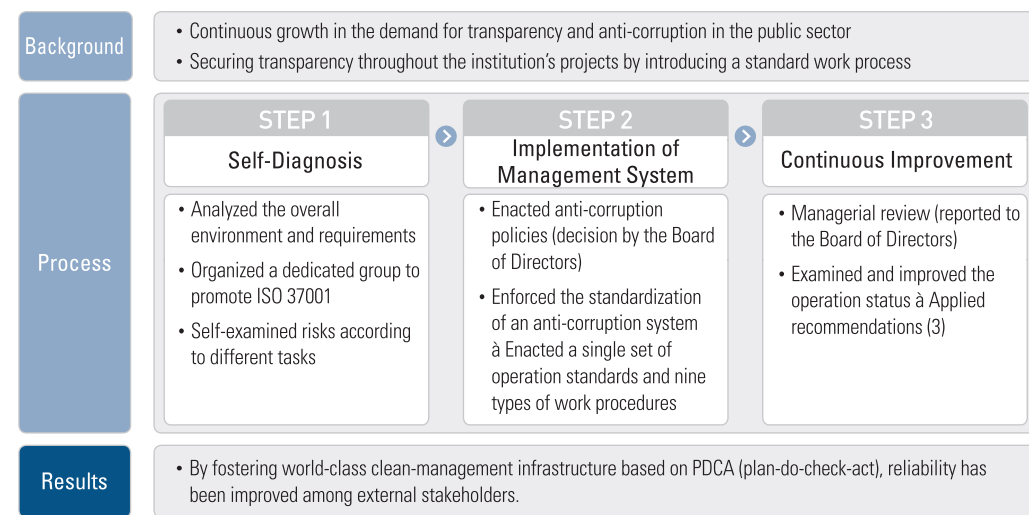 Background
• Continuous growth in the demand for transparency and anti-corruption in the public sector
• Securing transparency throughout the institution's projects by introducing a standard work process
Process
STEP 1
Self-Diagnosis
• Analyzed the overall
environment and requirements
• Organized a dedicated group to
promote ISO 37001
• Self-examined risks according
to different tasks
STEP 2
Implementation of
Management System
• Enacted anti-corruption
policies (decision by the Board
of Directors)
• Enforced the standardization
of an anti-corruption system
à Enacted a single set of
operation standards and nine
types of work procedures
STEP 3
Continuous Improvement
• Managerial review (reported to
the Board of Directors)
• Examined and improved the
operation status à Applied
recommendations (3)
Results
• By fostering world-class clean-management infrastructure based on PDCA (plan-do-check-act), reliability has
been improved among external stakeholders.